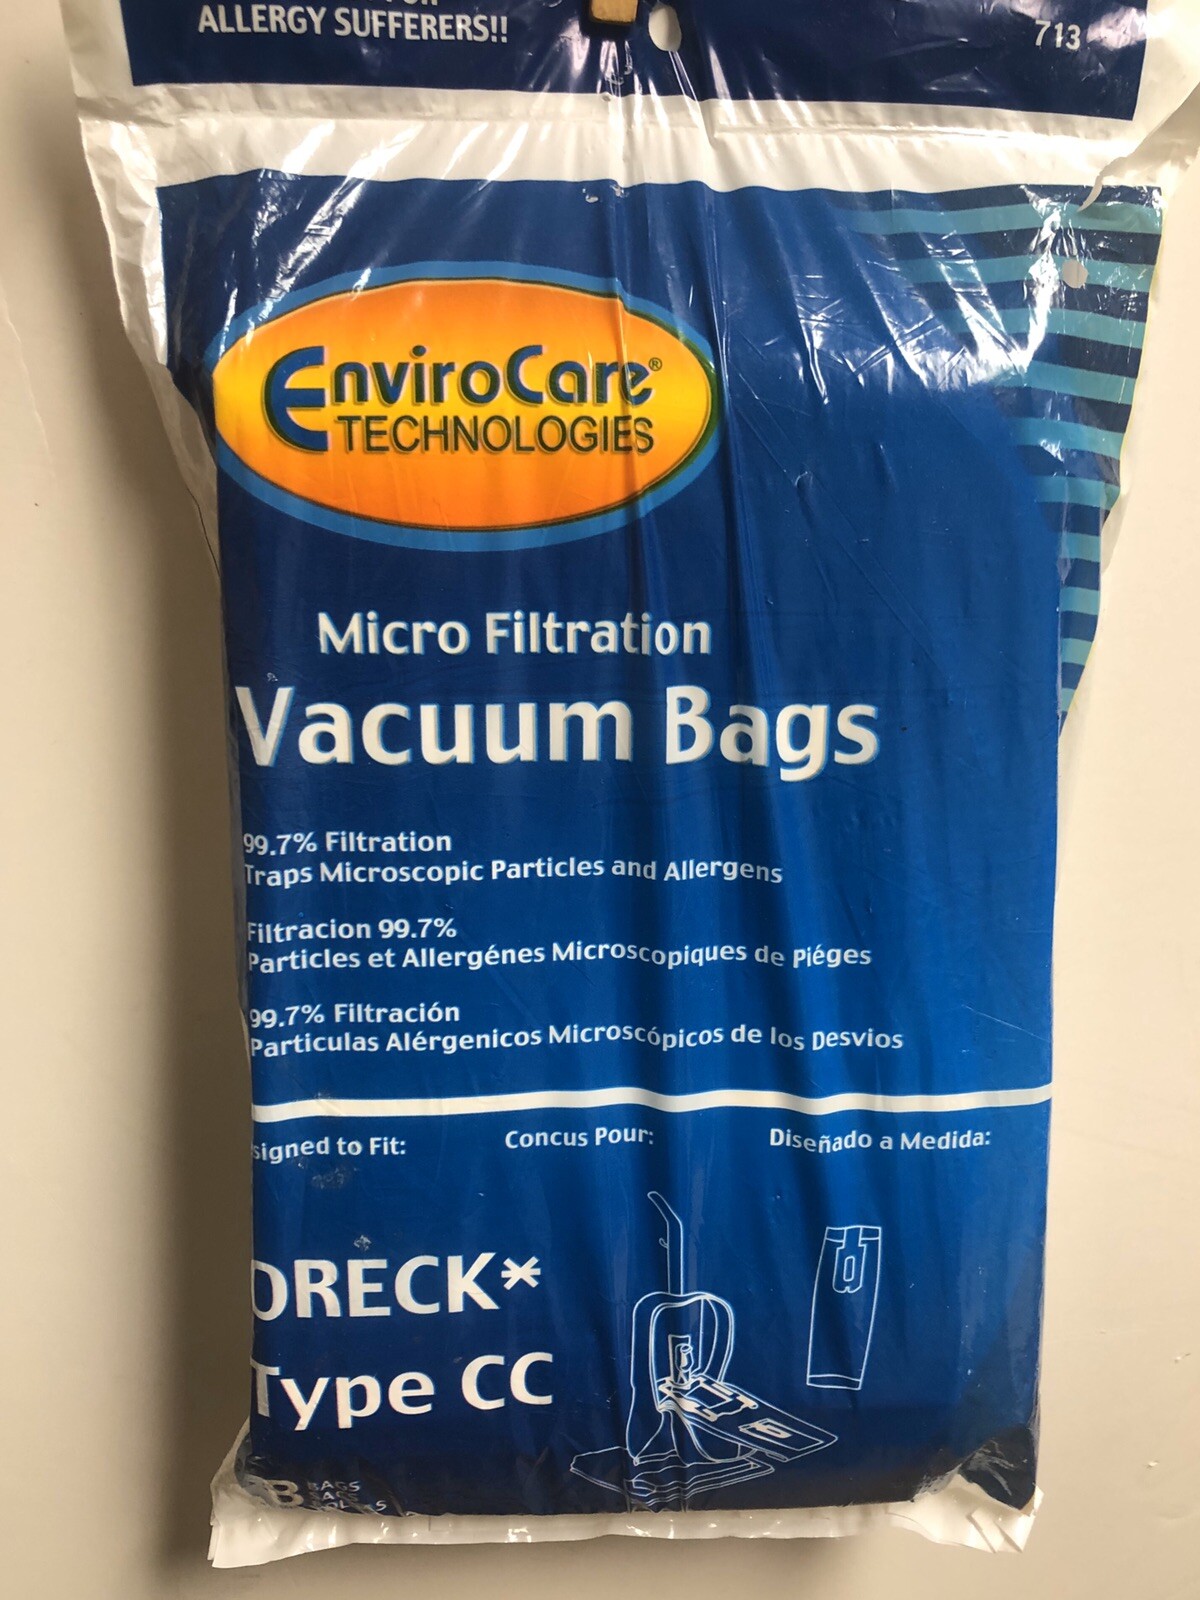 ALLERGY SUFFERERS!!
713
EnviroCare®
TECHNOLOGIES
Micro Filtration
Vacuum Bags
99.7% Filtration
Traps Microscopic Particles and Allergens
Filtracion 99.7%
Particles et Allergénes Microscopiques de Piéges
99.7% Filtración
Particulas Alérgenicos Microscópicos de los Desvios
signed to Fit:
Concus Pour:
Diseñado a Medida:
ORECK*
Type CC
BAGS